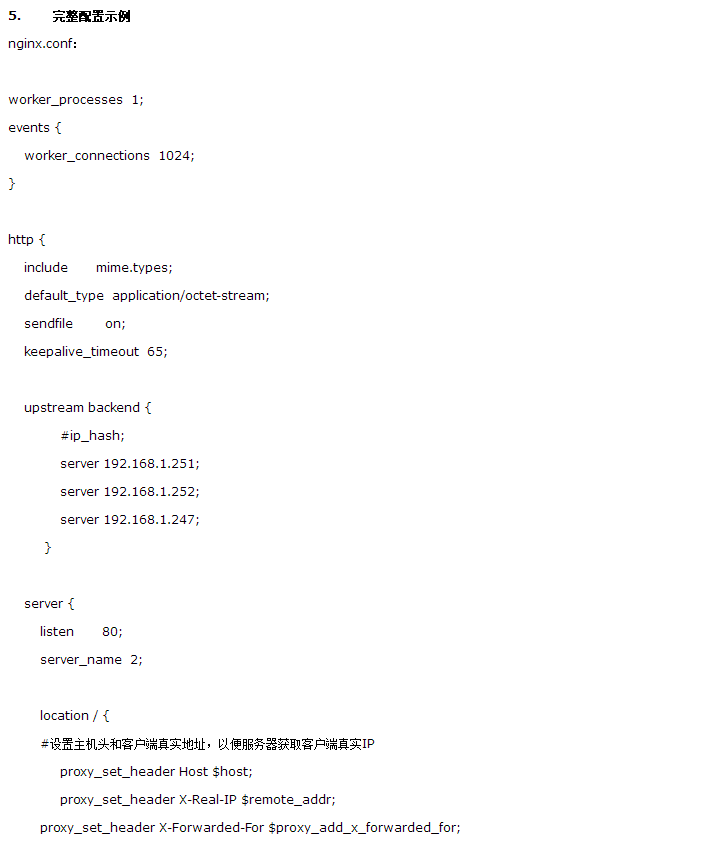 5. 完整配置示例
nginx.conf：
worker_processes  1;
events {
worker_connections  1024;
}
http {
include       mime.types;
default_type  application/octet-stream;
sendfile        on;
keepalive_timeout  65;
upstream backend {
#ip_hash;
server 192.168.1.251;
server 192.168.1.252;
server 192.168.1.247;
}
server {
listen       80;
server_name  2;
location / {
#设置主机头和客户端真实地址，以便服务器获取客户端真实IP
proxy_set_header Host $host;
proxy_set_header X-Real-IP $remote_addr;
proxy_set_header X-Forwarded-For $proxy_add_x_forwarded_for;